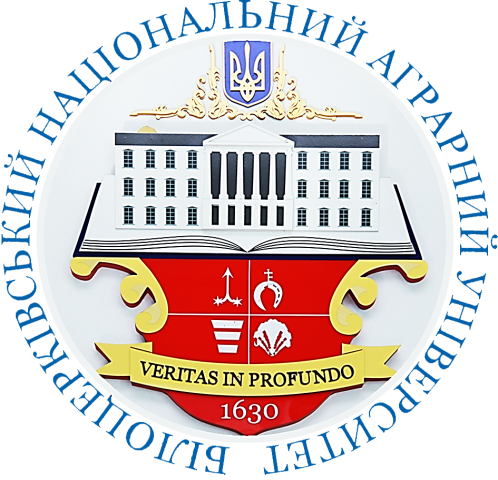 БІЛОЦЕРКІВСЬКИЙ НАЦІОНАЛЬНИЙ АГРАРНИЙ УНІВЕРСИТЕТ
VERITAS IN PROFUNDO
1630